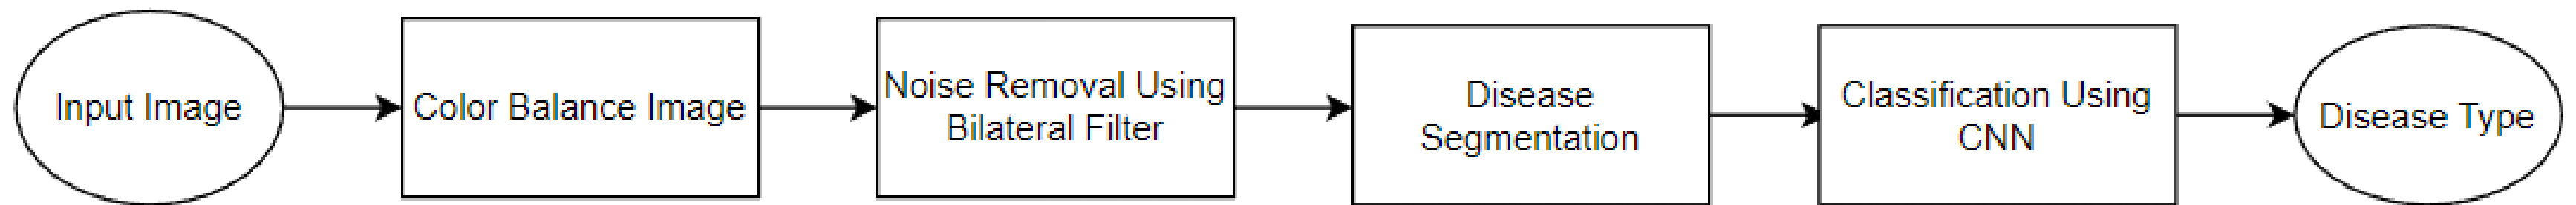 Input Image
Color Balance Image
Noise Removal Using
Bilateral Filter
Disease
Segmentation
Classification Using
CNN
Disease Type